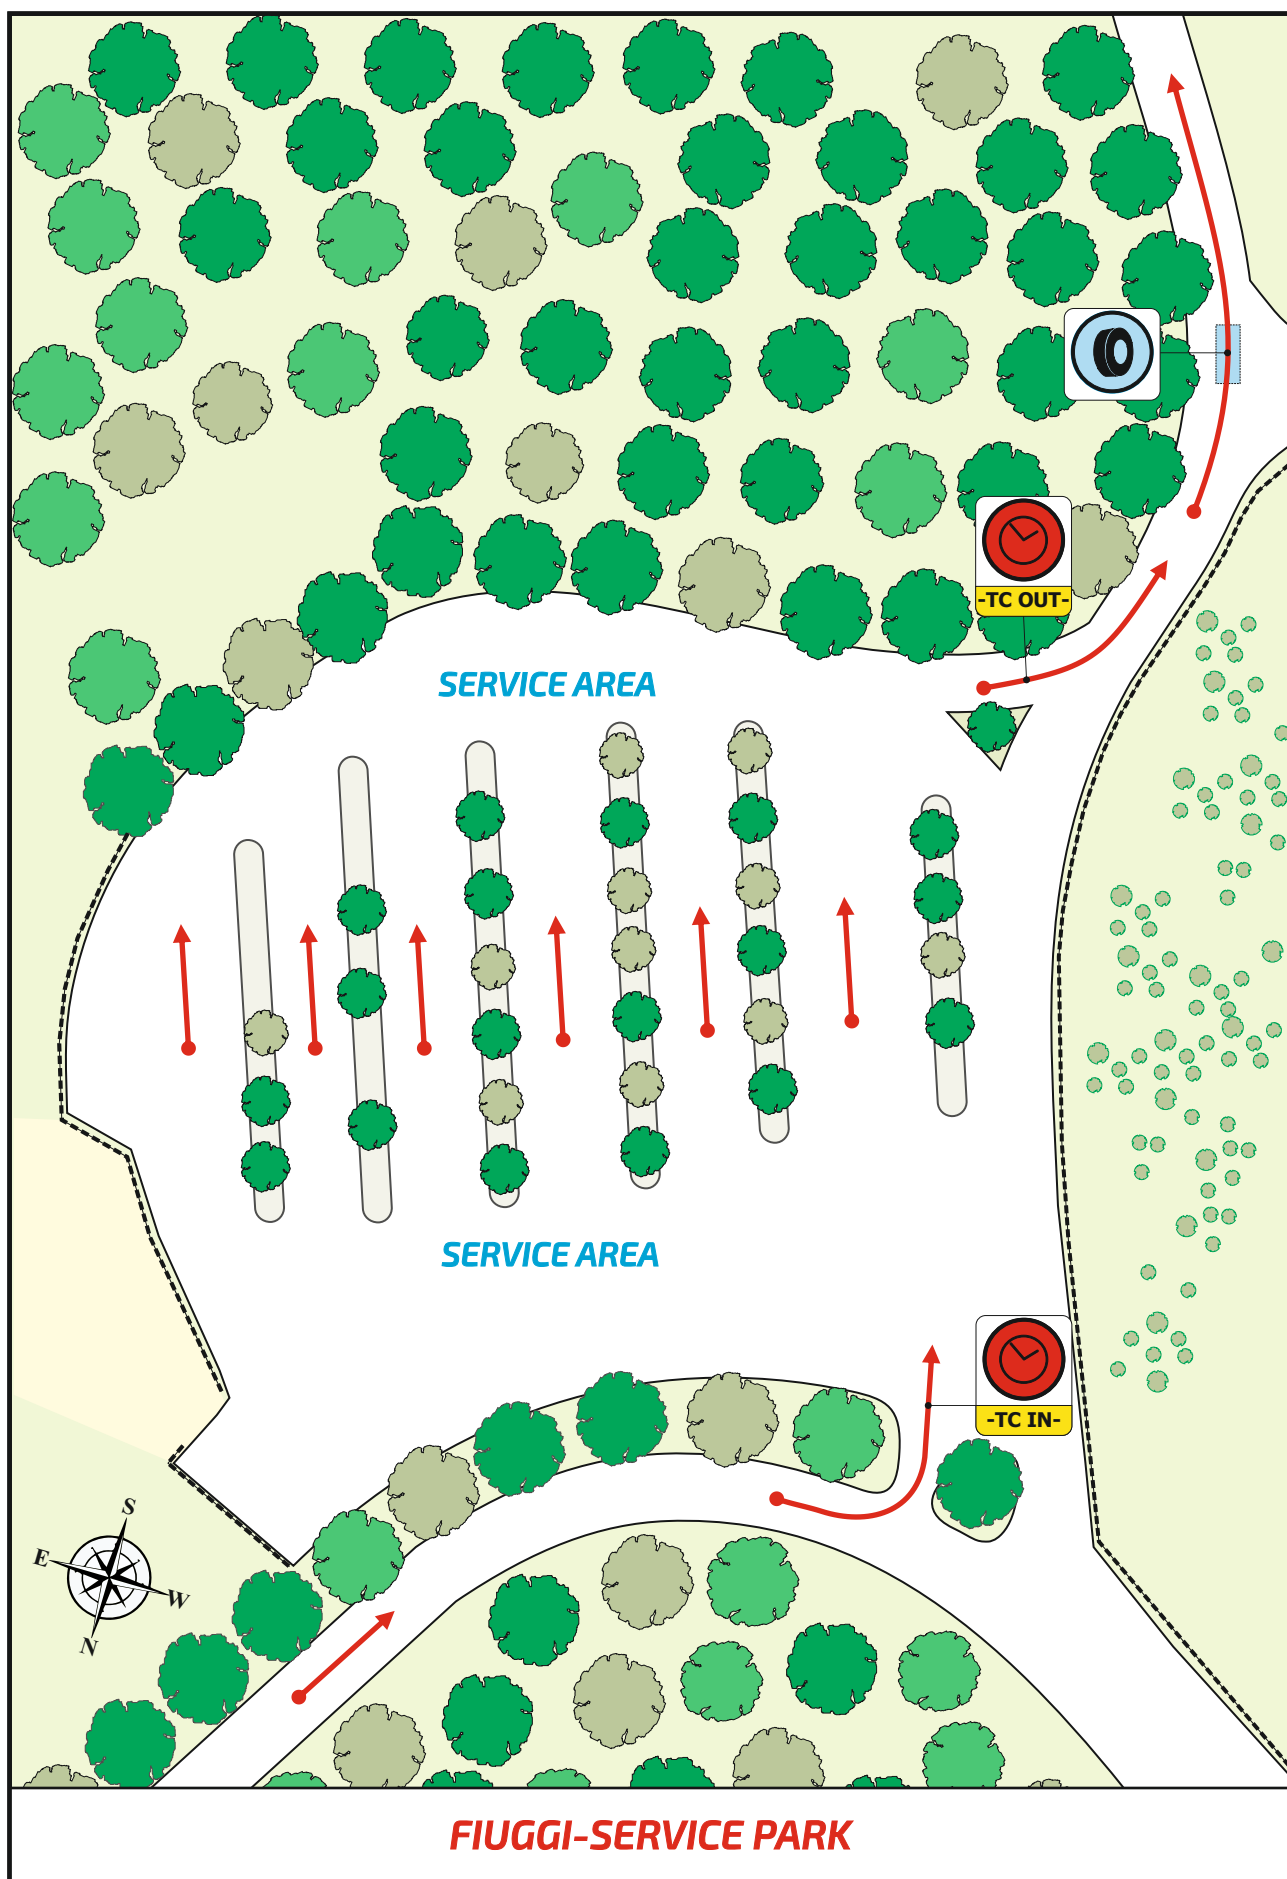 -TC OUT-
SERVICE AREA
SERVICE AREA
-TC IN-
S
E
W
N
FIUGGI-SERVICE PARK